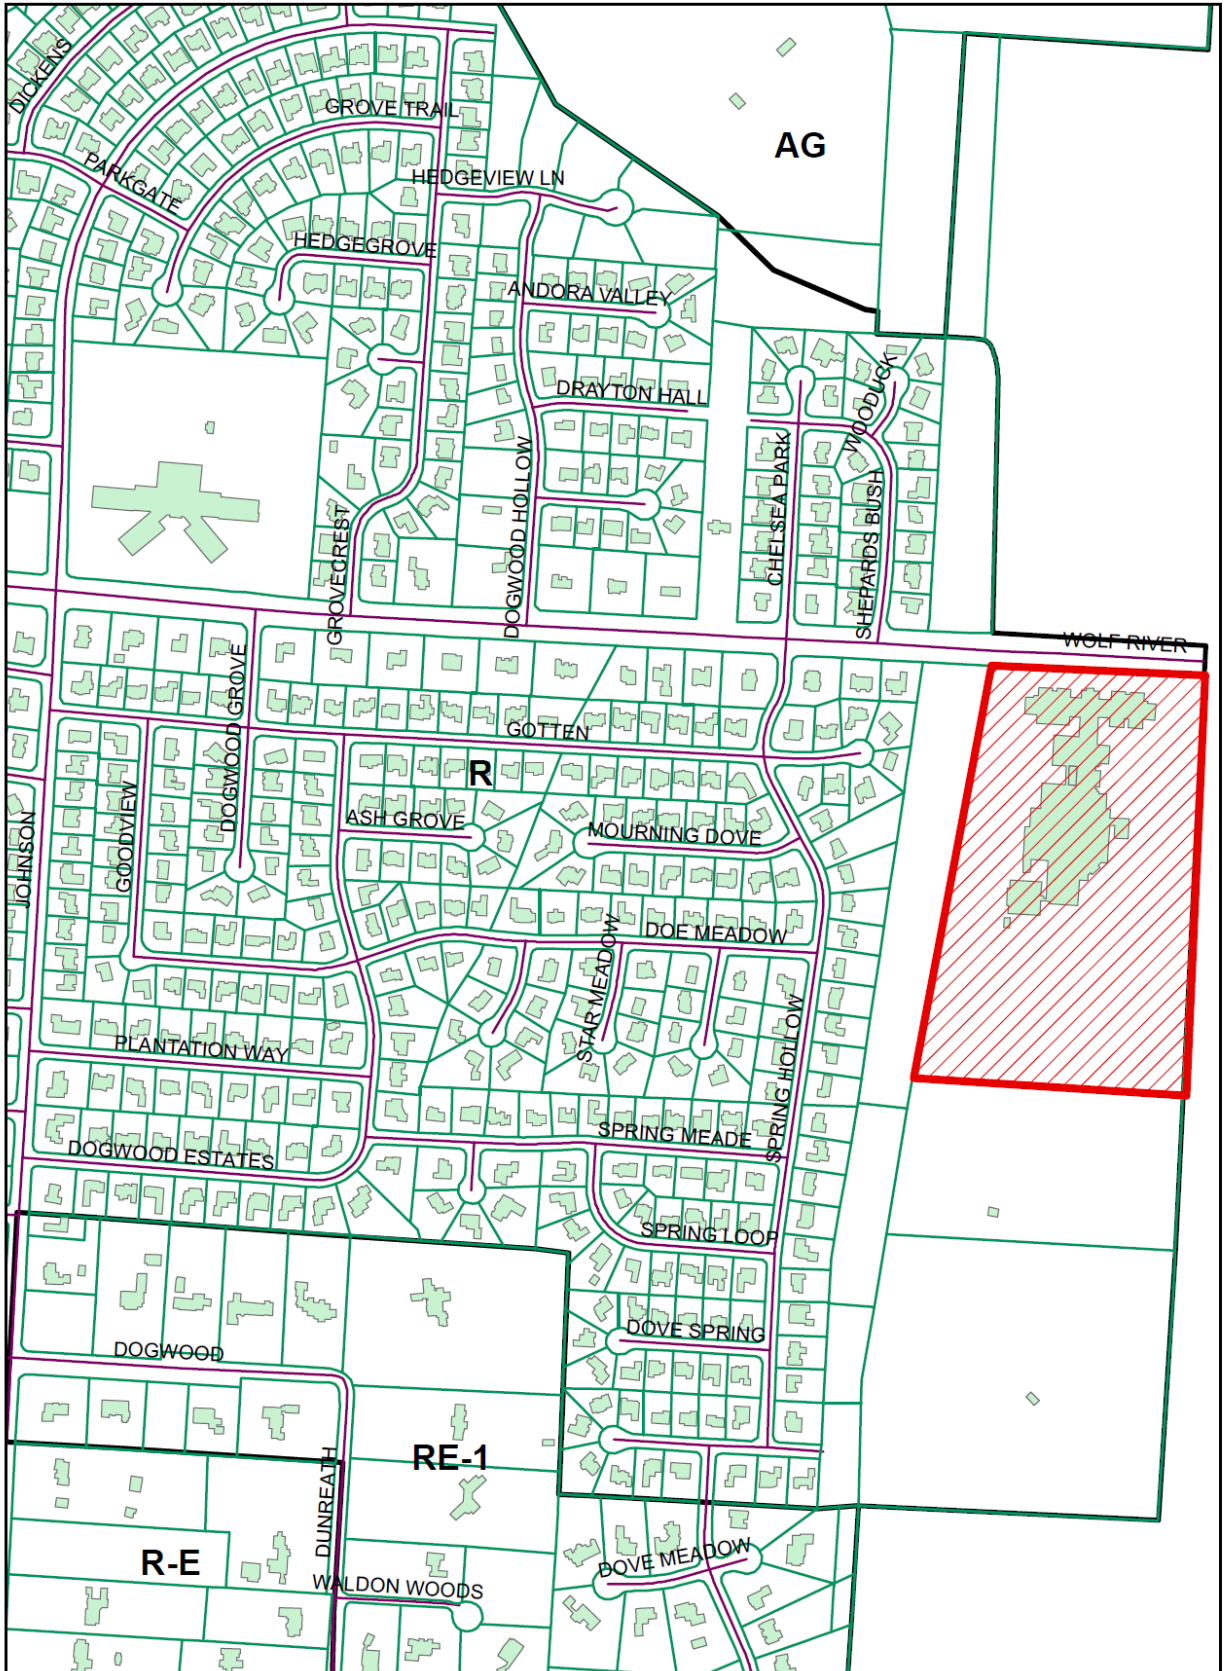 DICKENS
GROVE TRAIL
AG
PARKGATE
HEDGEVIEW LN
HEDGEGROVE
ANDORA VALLEY
WOODUCK
DRAYTON HALL
DOGWOOD HOLLOW
CHELSEA PARK
SHEPARDS BUSH
GROVECREST
WOLF RIVER
DOGWOOD GROVE
GOTTEN
R
GOODVIEW
JOHNSON
ASH GROVE
MOURNING DOVE
DOE MEADOW
STAR MEADOW
SPRING HOLLOW
PLANTATION WAY
SPRING MEADE
DOGWOOD ESTATES
SPRING LOOP
DOVE SPRING
DOGWOOD
RE-1
DUNREATH
R-E
DOVE MEADOW
WALDON WOODS